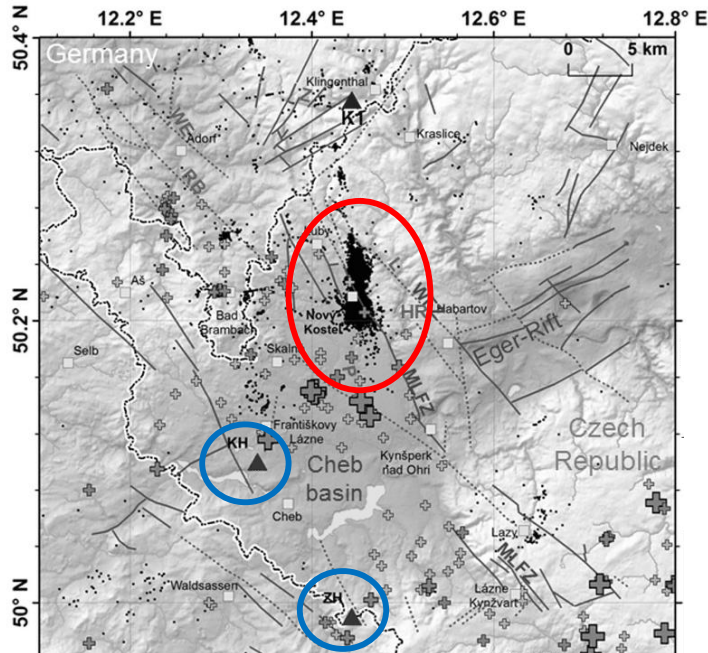 12.2° E
12.4° E
12.6° E
12.8° E
50.4° N
Germany
0 5 km
Klingenthal
K1
Kraslice
Nejdek
WE
Adorf
RB
Luby
Aš
50.2° N
Bad
Brambach
Nový
Kostel
HR
Habartov
Eger-Rift
Selb
Skalná
P
MLFZ
Františkovy
Lázne
KH
Cheb
basin
Kynšperk
nad Ohri
Czech
Republic
Cheb
Lazy
MLFZ
Waldsassen
50° N
ZH
Lázne
Kynžvart